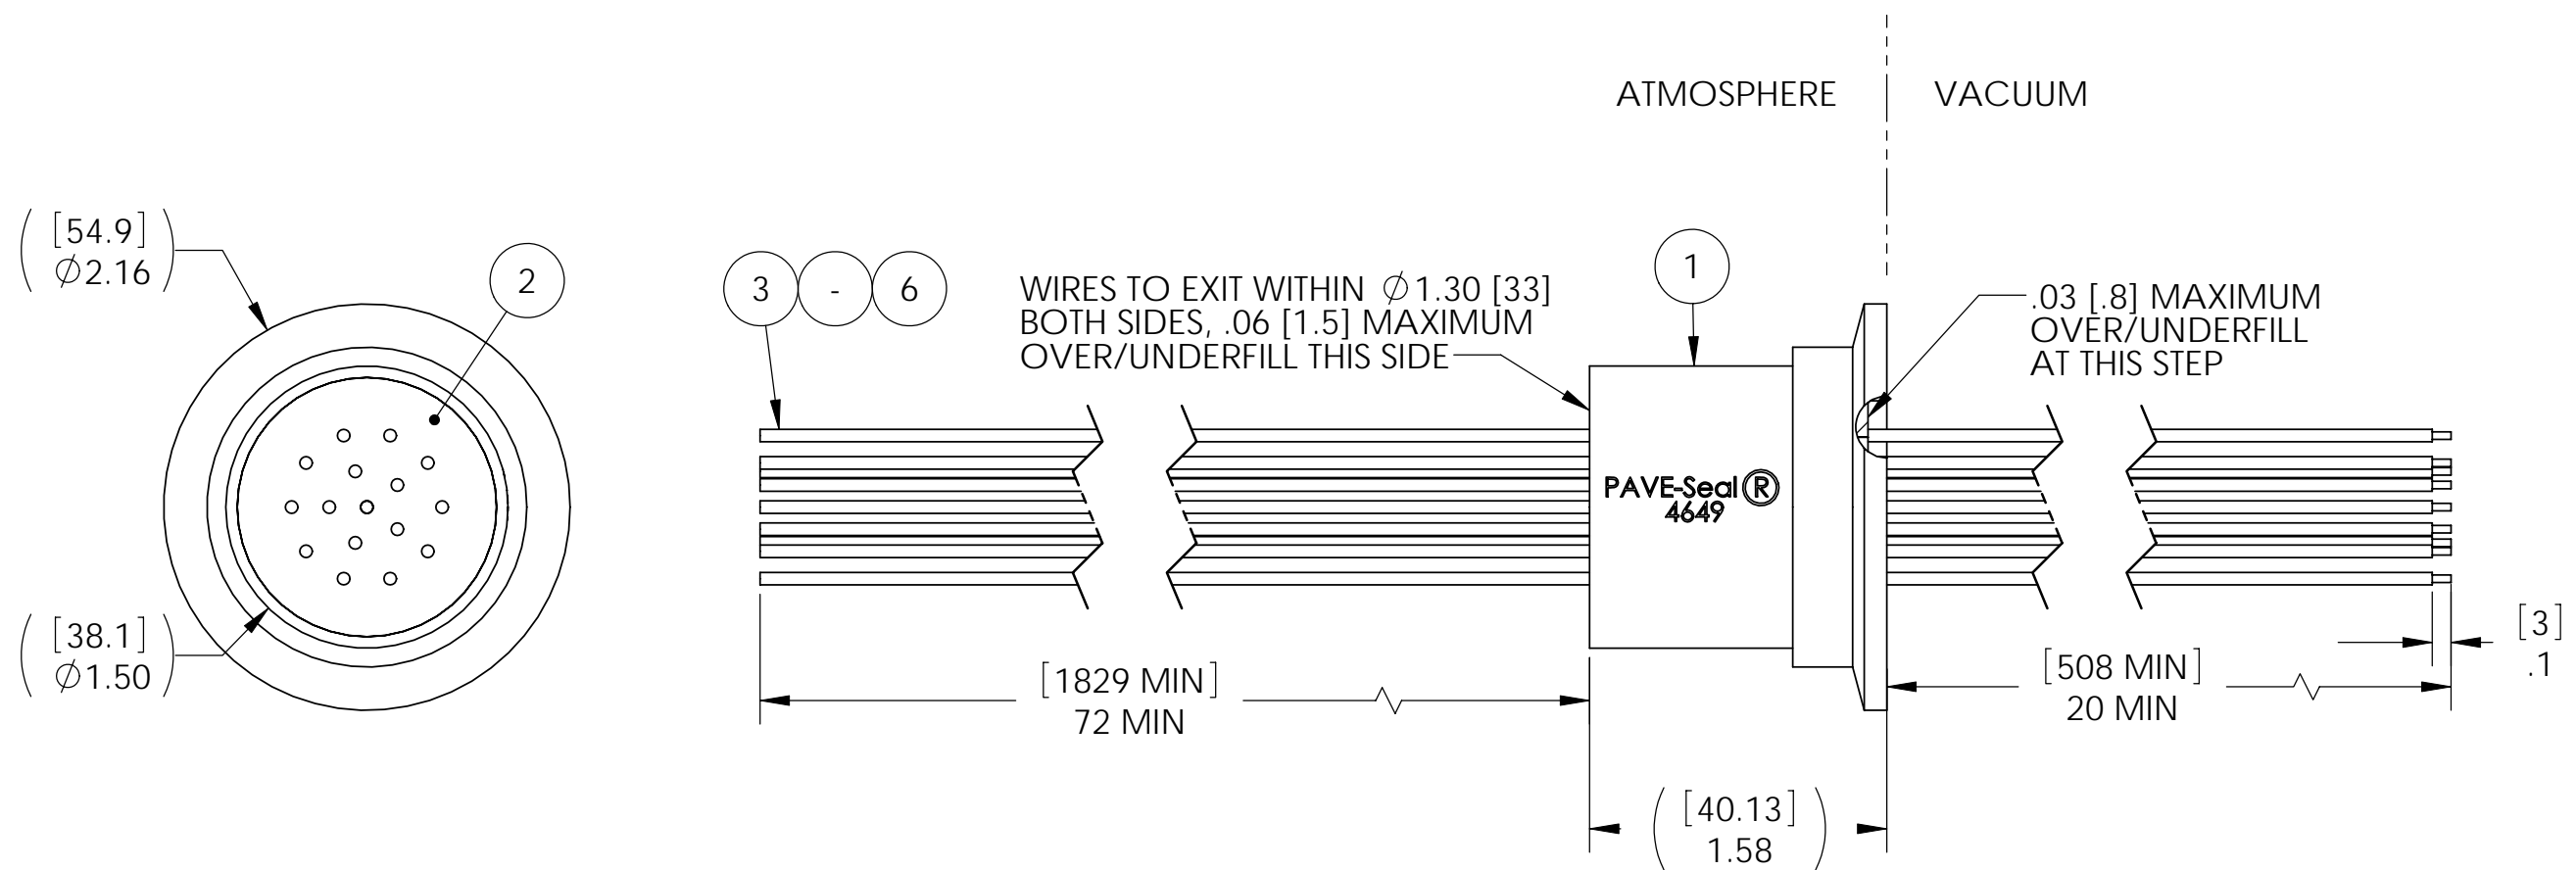 ATMOSPHERE
VACUUM
[54.9]
(∅2.16)
2
3
-
6
WIRES TO EXIT WITHIN ∅1.30 [33]
BOTH SIDES, .06 [1.5] MAXIMUM
OVER/UNDERFILL THIS SIDE
1
.03 [.8] MAXIMUM
OVER/UNDERFILL
AT THIS STEP
PAVE-Seal®
4649
[38.1]
(∅1.50)
[1829 MIN]
72 MIN
[508 MIN]
20 MIN
[3]
.1
[40.13]
(1.58)